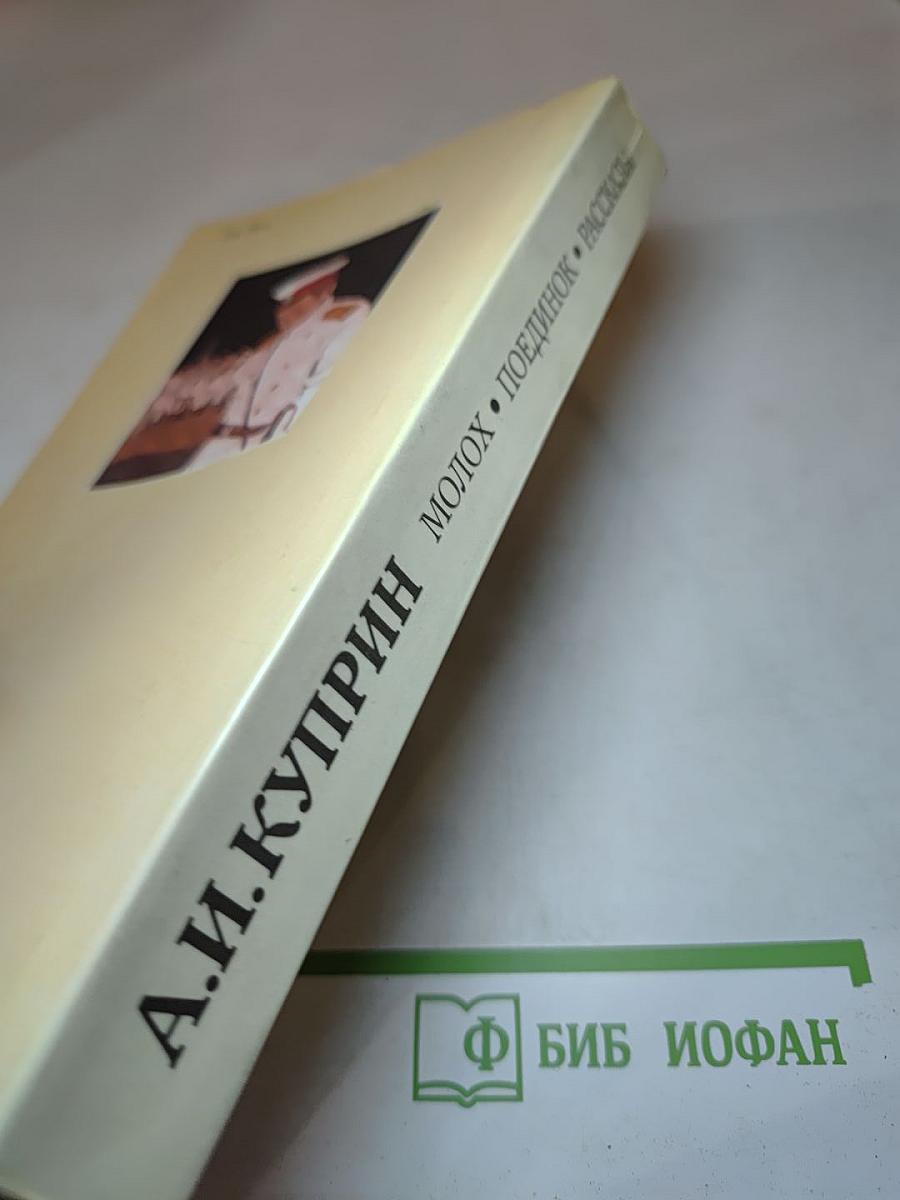 А.И.КУПРИН МОЛОХ • ПОЕДИНОК • РАССКАЗЫ
Ф БИБ ИОФАН